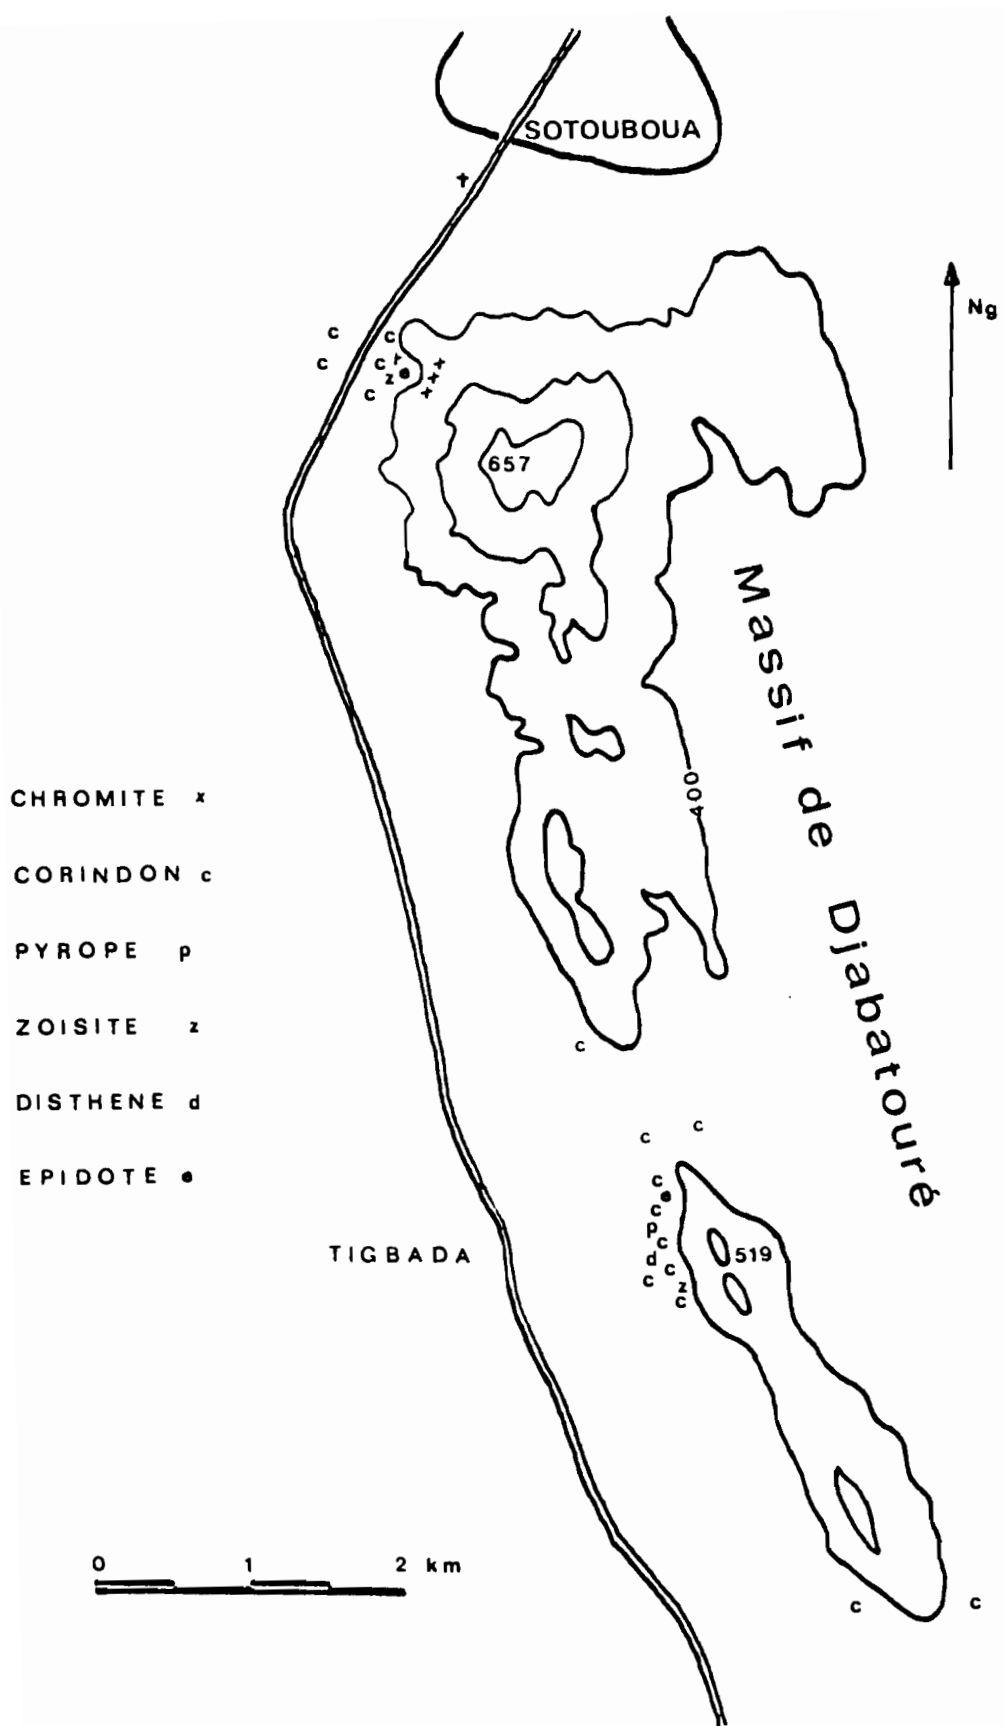 SOTOUBOUA
Ng
c
c
c
c
z
c
x
x
x
657
Massif de Djabatouré
400
CHROMITE x
CORINDON c
PYROPE p
ZOISITE z
DISTHENE d
EPIDOTE
c
c
c
c
c
p
c
d
c
c
z
c
519
TIGBADA
0 1 2 km
c
c